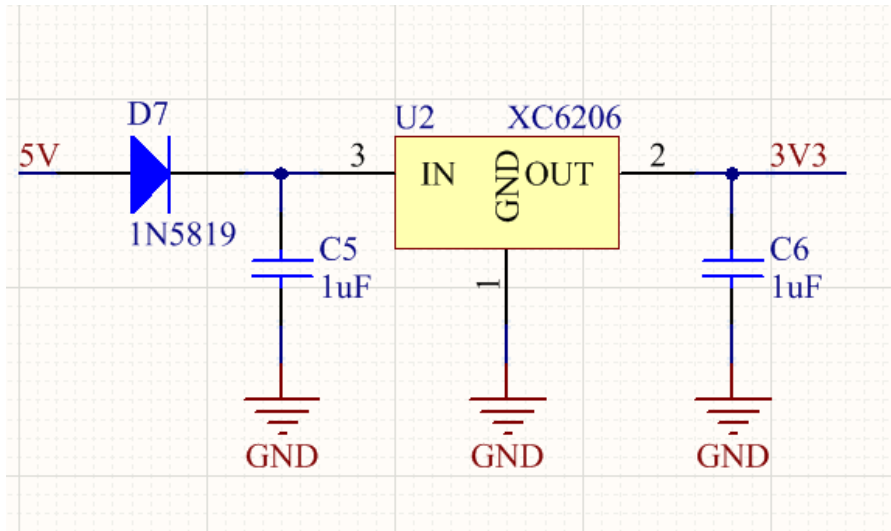 D7
U2 XC6206
5V
3
IN GND OUT
2
3V3
1N5819
C5
1uF
1
C6
1uF
GND
GND
GND